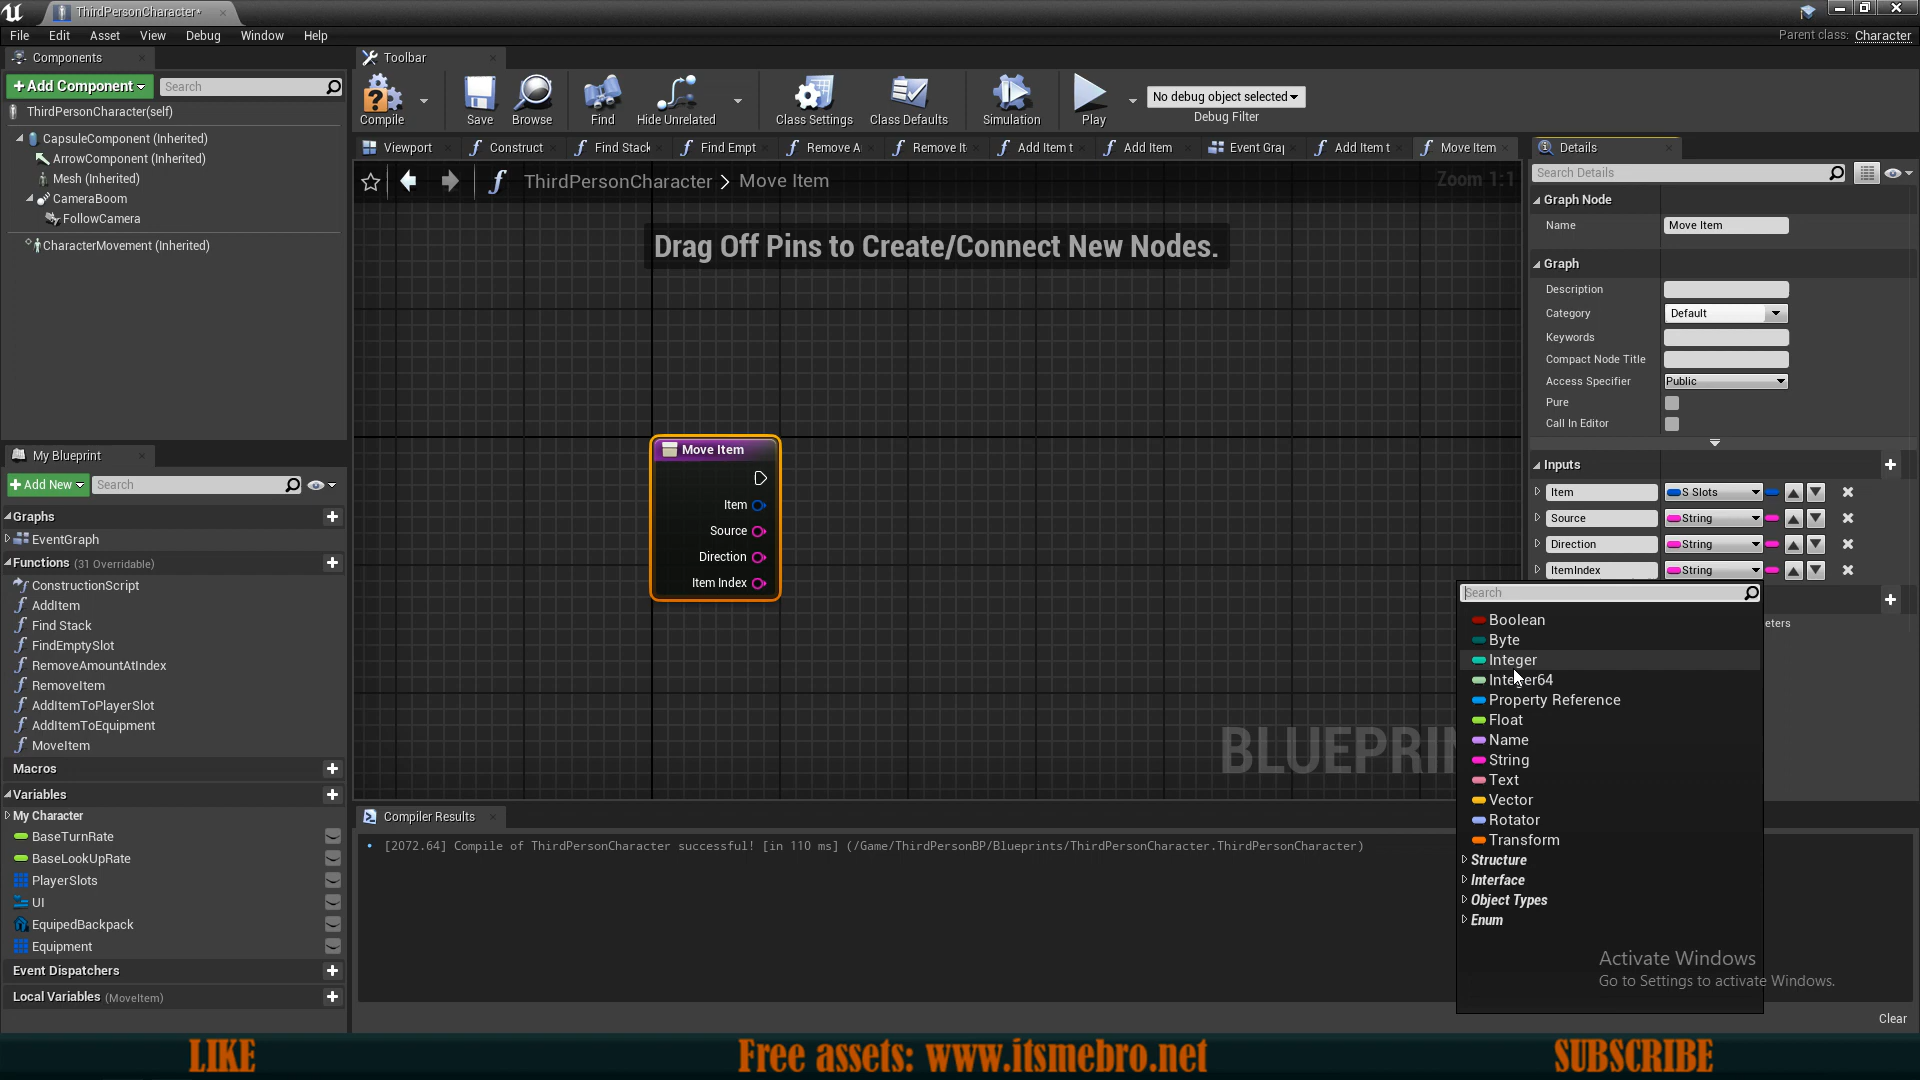 ThirdPersonCharacter*
File Edit Asset View Debug Window Help
Parent class: Character
Components
Toolbar
+ Add Component
Search
ThirdPersonCharacter(self)
CapsuleComponent (Inherited)
ArrowComponent (Inherited)
Mesh (Inherited)
CameraBoom
FollowCamera
CharacterMovement (Inherited)
Compile
Save
Browse
Find
Hide Unrelated
Class Settings
Class Defaults
Simulation
Play
No debug object selected
Debug Filter
Viewport
Construct
Find Stack
Find Empt
Remove A
Remove It
Add Item t
Add Item
Event Gra
Add Item t
Move Item
ThirdPersonCharacter > Move Item
Zoom 1:1
Drag Off Pins to Create/Connect New Nodes.
Move Item
Item
Source
Direction
Item Index
BLUEPRIN
Details
Search Details
Graph Node
Name Move Item
Graph
Description
Category Default
Keywords
Compact Node Title
Access Specifier Public
Pure
Call In Editor
Inputs
Item S Slots
Source String
Direction String
ItemIndex String
eters
Search
Boolean
Byte
Integer
Integer64
Property Reference
Float
Name
String
Text
Vector
Rotator
Transform
Structure
Interface
Object Types
Enum
My Blueprint
+ Add New
Search
Graphs
EventGraph
Functions (31 Overridable)
ConstructionScript
AddItem
Find Stack
FindEmptySlot
RemoveAmountAtIndex
RemoveItem
AddItemToPlayerSlot
AddItemToEquipment
MoveItem
Macros
Variables
My Character
BaseTurnRate
BaseLookUpRate
PlayerSlots
UI
EquipedBackpack
Equipment
Event Dispatchers
Local Variables (MoveItem)
Compiler Results
[2072.64] Compile of ThirdPersonCharacter successful! [in 110 ms] (/Game/ThirdPersonBP/Blueprints/ThirdPersonCharacter.ThirdPersonCharacter)
Activate Windows
Go to Settings to activate Windows.
Clear
LIKE
Free assets: www.itsmebro.net
SUBSCRIBE